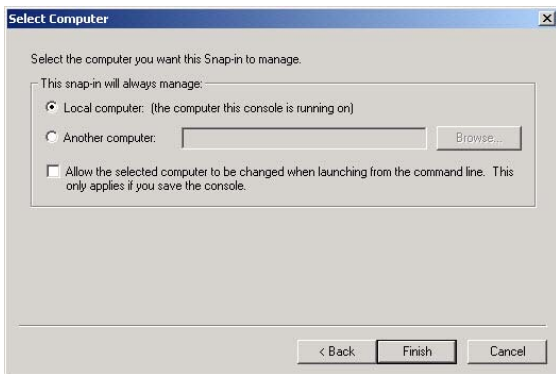 Select Computer
Select the computer you want this Snap-in to manage.
This snap-in will always manage:
Local computer: (the computer this console is running on)
Another computer:
Browse...
Allow the selected computer to be changed when launching from the command line. This
only applies if you save the console.
< Back
Finish
Cancel